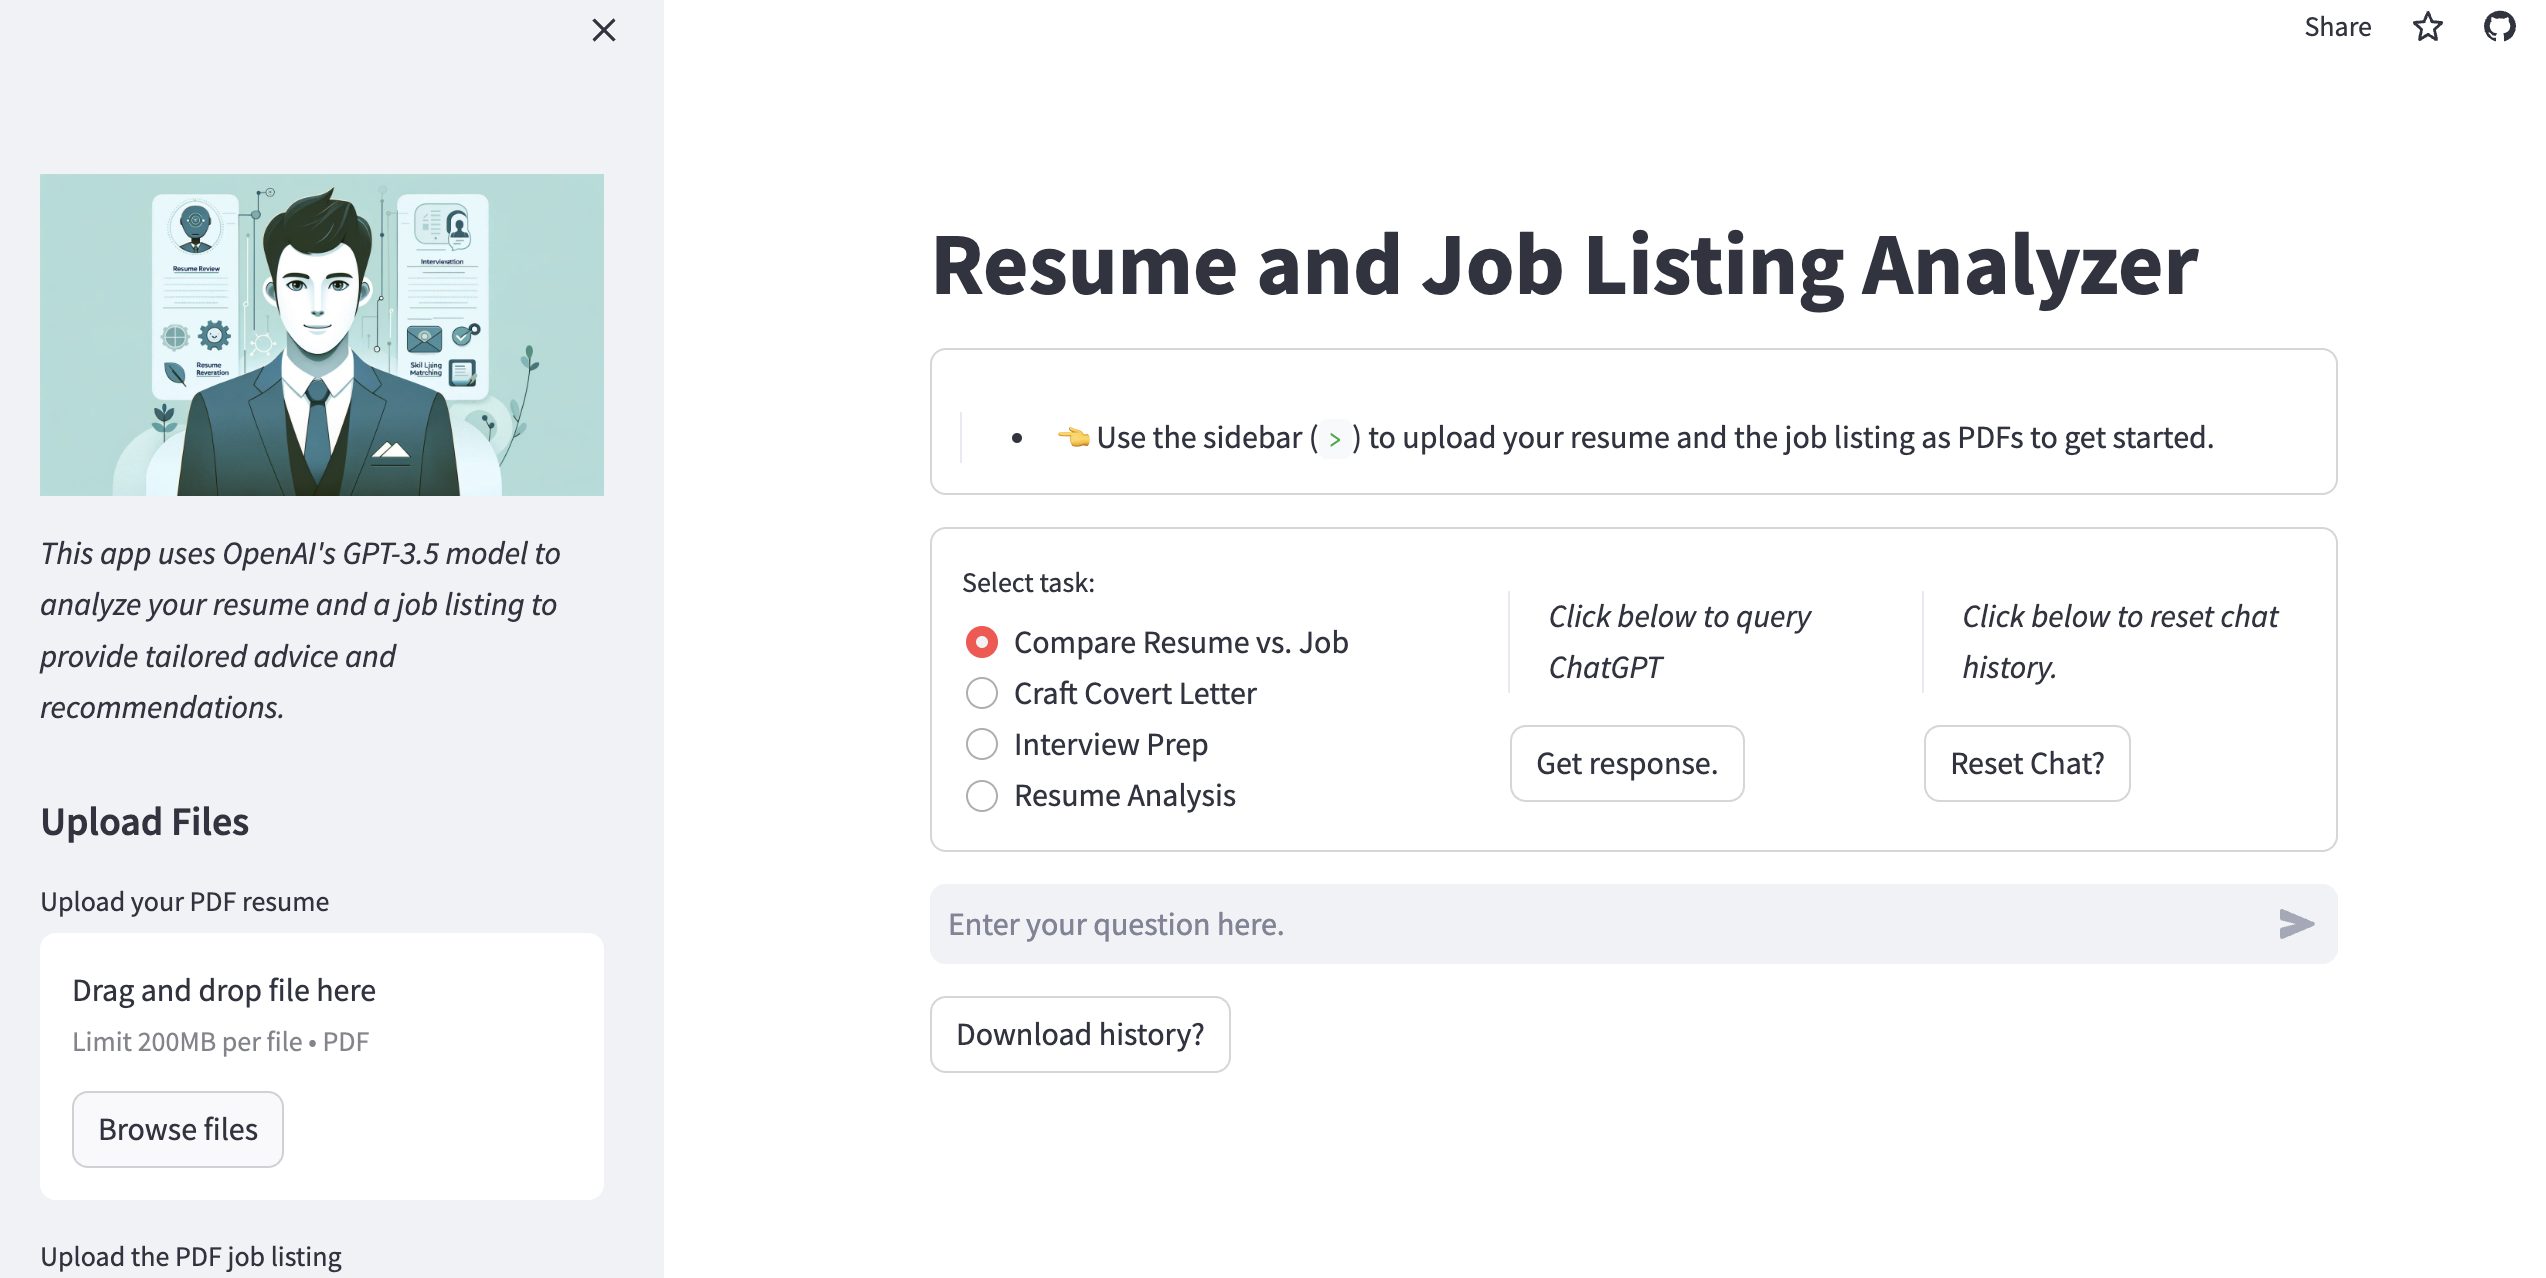 Share
Resume Review
Resume
Reveration
Interviesattion
Skil Ljjing
Matrching
This app uses OpenAI's GPT-3.5 model to
analyze your resume and a job listing to
provide tailored advice and
recommendations.
Upload Files
Upload your PDF resume
Drag and drop file here
Limit 200MB per file • PDF
Browse files
Upload the PDF job listing
Resume and Job Listing Analyzer
• 👈 Use the sidebar ( > ) to upload your resume and the job listing as PDFs to get started.
Select task:
Compare Resume vs. Job
Craft Covert Letter
Interview Prep
Resume Analysis
Click below to query
ChatGPT
Get response.
Click below to reset chat
history.
Reset Chat?
Enter your question here.
Download history?